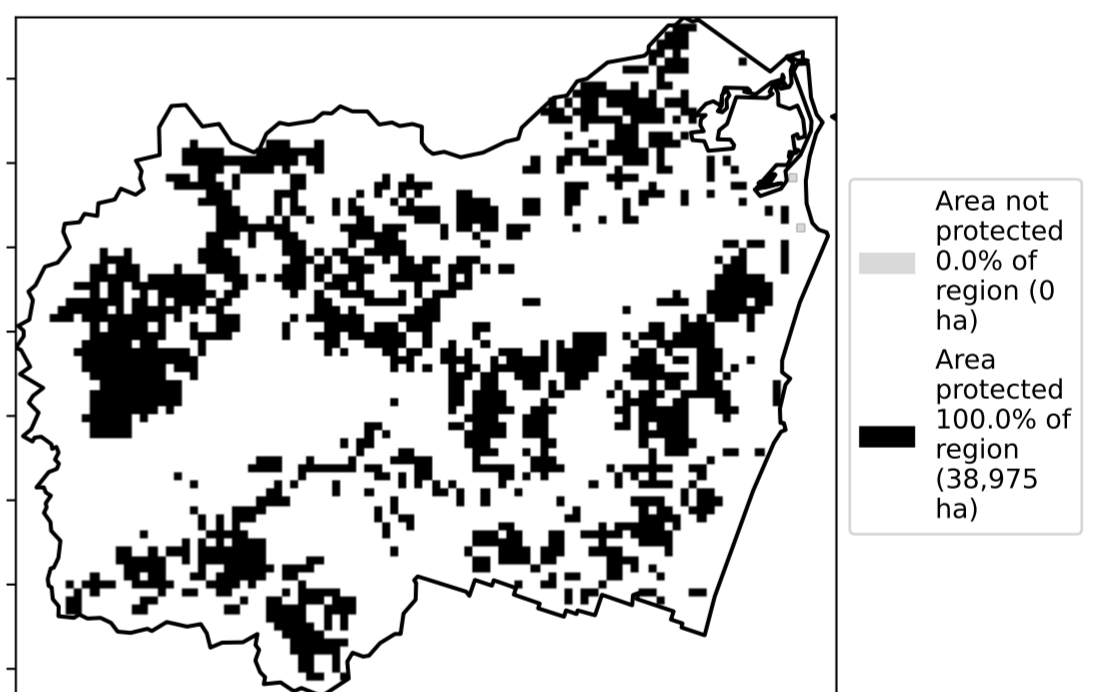 Area not
protected
0.0% of
region (0
ha)
Area
protected
100.0% of
region
(38,975
ha)